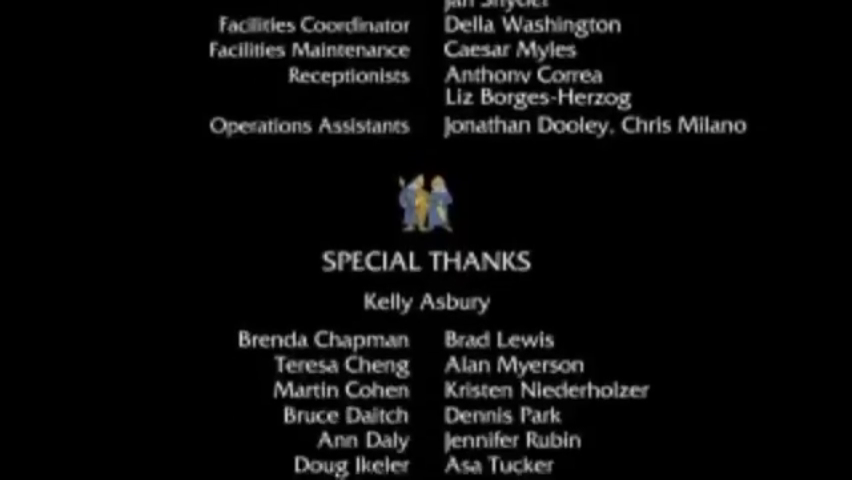 Jan Snyder
Facilities Coordinator Della Washington
Facilities Maintenance Caesar Myles
Receptionists Anthony Correa
Liz Borges-Herzog
Operations Assistants Jonathan Dooley, Chris Milano
SPECIAL THANKS
Kelly Asbury
Brenda Chapman Brad Lewis
Teresa Cheng Alan Myerson
Martin Cohen Kristen Niederholzer
Bruce Daitch Dennis Park
Ann Daly Jennifer Rubin
Doug Ikeler Asa Tucker